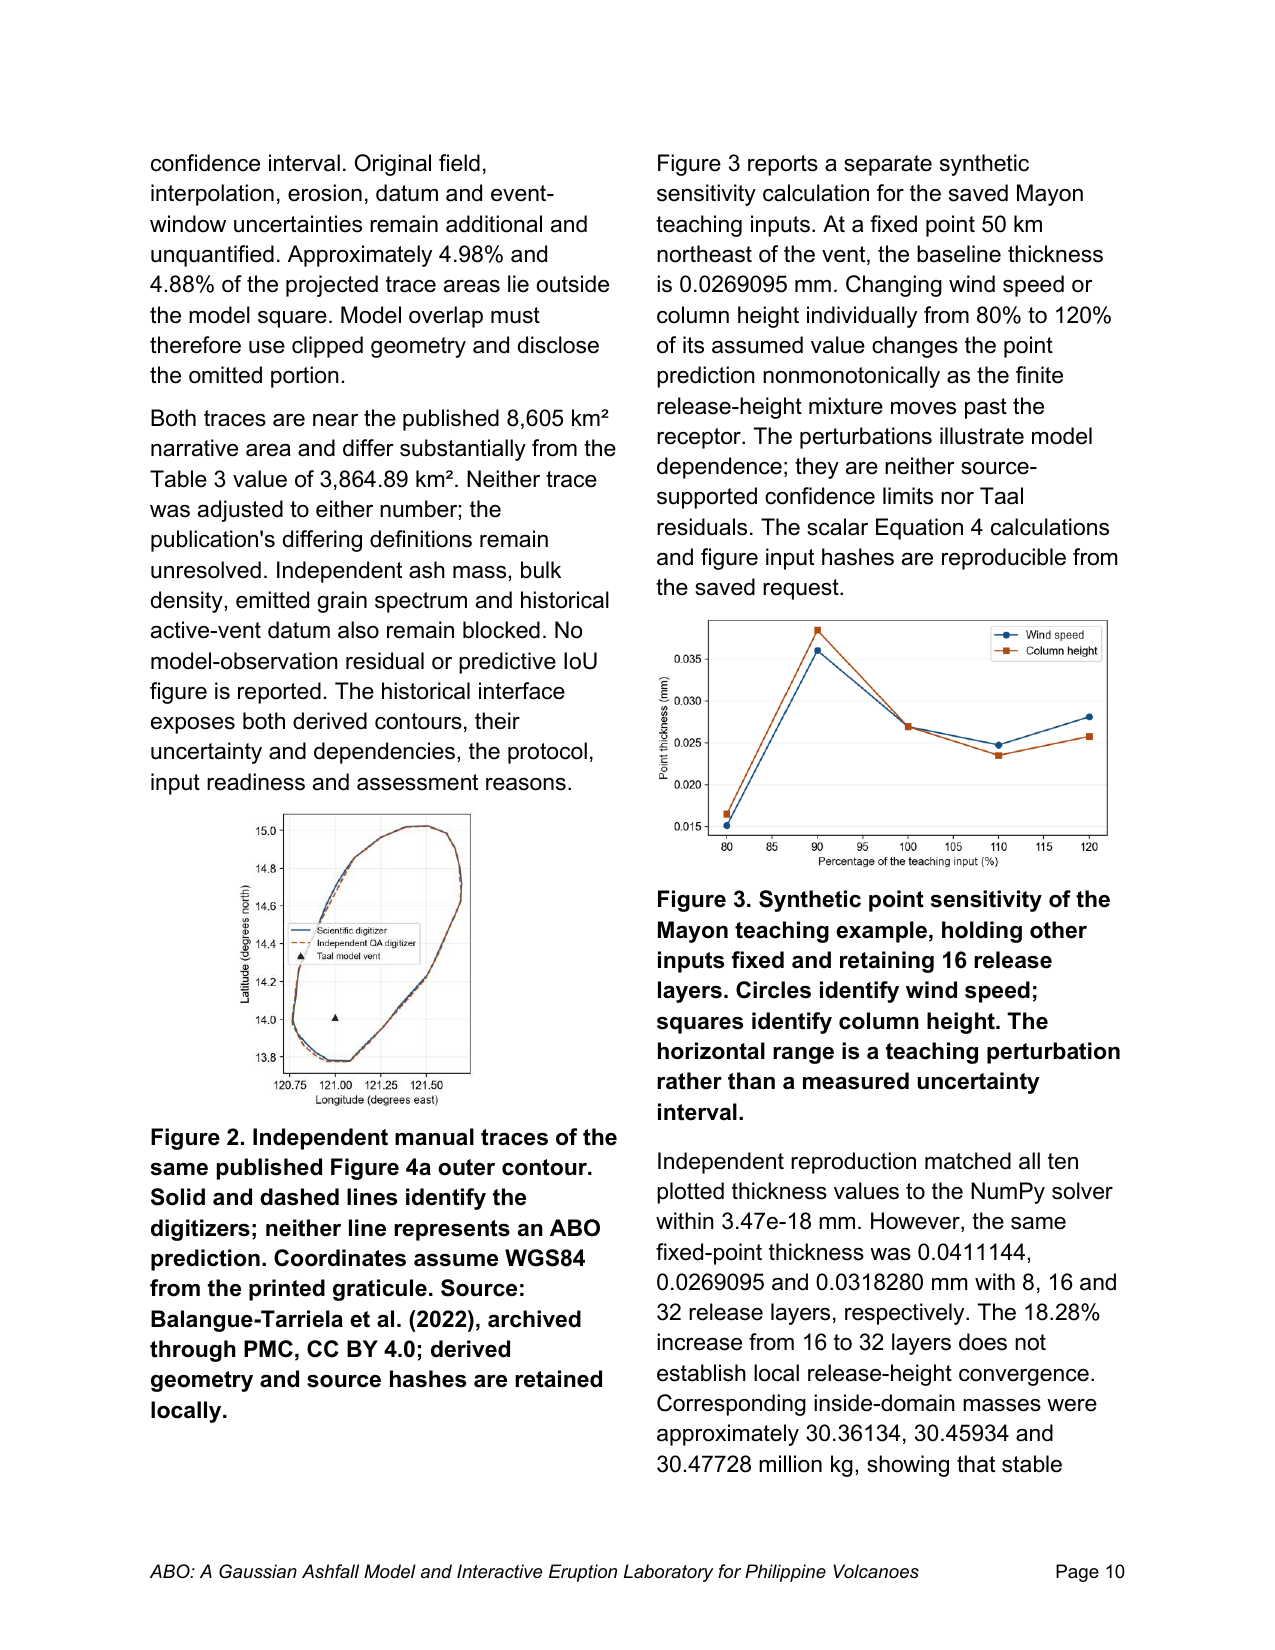 confidence interval. Original field,
interpolation, erosion, datum and event-
window uncertainties remain additional and
unquantified. Approximately 4.98% and
4.88% of the projected trace areas lie outside
the model square. Model overlap must
therefore use clipped geometry and disclose
the omitted portion.
Both traces are near the published 8,605 km²
narrative area and differ substantially from the
Table 3 value of 3,864.89 km². Neither trace
was adjusted to either number; the
publication's differing definitions remain
unresolved. Independent ash mass, bulk
density, emitted grain spectrum and historical
active-vent datum also remain blocked. No
model-observation residual or predictive IoU
figure is reported. The historical interface
exposes both derived contours, their
uncertainty and dependencies, the protocol,
input readiness and assessment reasons.
15.0
14.8
14.6
14.4
14.2
14.0
13.8
Latitude (degrees north)
Scientific digitizer
Independent QA digitizer
Taal model vent
120.75 121.00 121.25 121.50
Longitude (degrees east)
Figure 2. Independent manual traces of the
same published Figure 4a outer contour.
Solid and dashed lines identify the
digitizers; neither line represents an ABO
prediction. Coordinates assume WGS84
from the printed graticule. Source:
Balangue-Tarriela et al. (2022), archived
through PMC, CC BY 4.0; derived
geometry and source hashes are retained
locally.
Figure 3 reports a separate synthetic
sensitivity calculation for the saved Mayon
teaching inputs. At a fixed point 50 km
northeast of the vent, the baseline thickness
is 0.0269095 mm. Changing wind speed or
column height individually from 80% to 120%
of its assumed value changes the point
prediction nonmonotonically as the finite
release-height mixture moves past the
receptor. The perturbations illustrate model
dependence; they are neither source-
supported confidence limits nor Taal
residuals. The scalar Equation 4 calculations
and figure input hashes are reproducible from
the saved request.
Wind speed
Column height
0.035
0.030
0.025
0.020
0.015
Point thickness (mm)
80 85 90 95 100 105 110 115 120
Percentage of the teaching input (%)
Figure 3. Synthetic point sensitivity of the
Mayon teaching example, holding other
inputs fixed and retaining 16 release
layers. Circles identify wind speed;
squares identify column height. The
horizontal range is a teaching perturbation
rather than a measured uncertainty
interval.
Independent reproduction matched all ten
plotted thickness values to the NumPy solver
within 3.47e-18 mm. However, the same
fixed-point thickness was 0.0411144,
0.0269095 and 0.0318280 mm with 8, 16 and
32 release layers, respectively. The 18.28%
increase from 16 to 32 layers does not
establish local release-height convergence.
Corresponding inside-domain masses were
approximately 30.36134, 30.45934 and
30.47728 million kg, showing that stable
ABO: A Gaussian Ashfall Model and Interactive Eruption Laboratory for Philippine Volcanoes Page 10